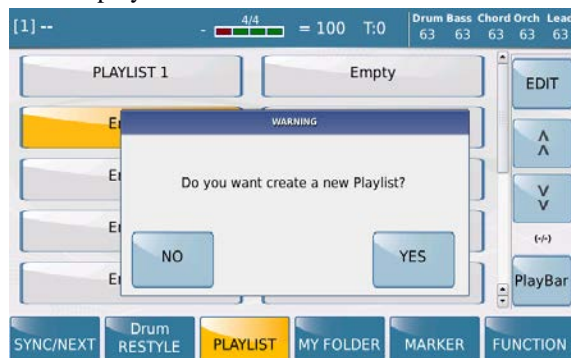 [1] -- - 4/4 = 100 T:0 Drum Bass Chord Orch Lead
63 63 63 63 63
PLAYLIST 1 Empty EDIT
WARNING
Do you want create a new Playlist?
(-/-)
NO YES PlayBar
SYNC/NEXT Drum RESTYLE PLAYLIST MY FOLDER MARKER FUNCTION